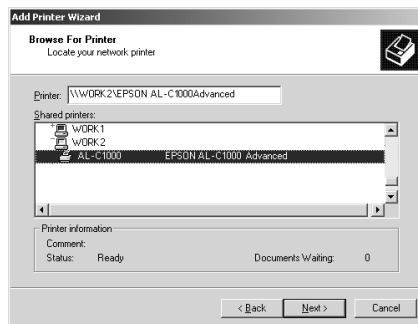 Add Printer Wizard
Browse For Printer
Locate your network printer
Printer: \\WORK2\EPSON AL-C1000Advanced
Shared printers:
WORK1
WORK2
AL-C1000 EPSON AL-C1000 Advanced
Printer information
Comment:
Status: Ready Documents Waiting: 0
< Back Next > Cancel